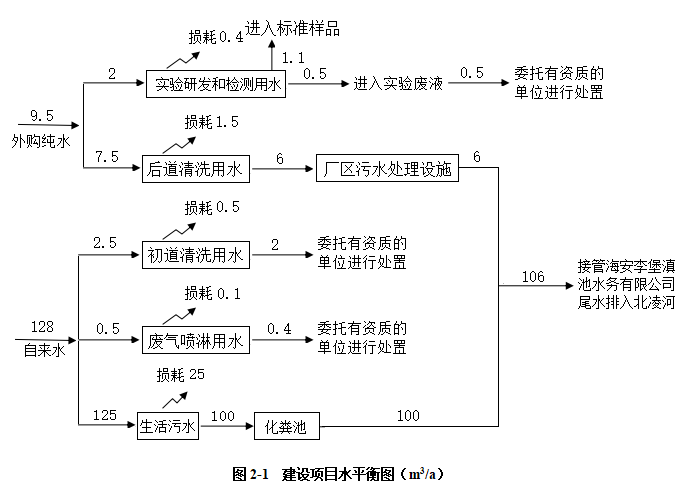 进入标准样品
损耗0.4
1.1
2
实验研发和检测用水
0.5
进入实验废液
0.5
委托有资质的
单位进行处置
9.5
外购纯水
损耗1.5
7.5
后道清洗用水
6
厂区污水处理设施
6
损耗0.5
2.5
初道清洗用水
2
委托有资质的
单位进行处置
106
接管海安李堡滇
池水务有限公司
尾水排入北凌河
损耗0.1
128
自来水
0.5
废气喷淋用水
0.4
委托有资质的
单位进行处置
损耗25
125
生活污水
100
化粪池
100
图 2-1 建设项目水平衡图（m³/a）